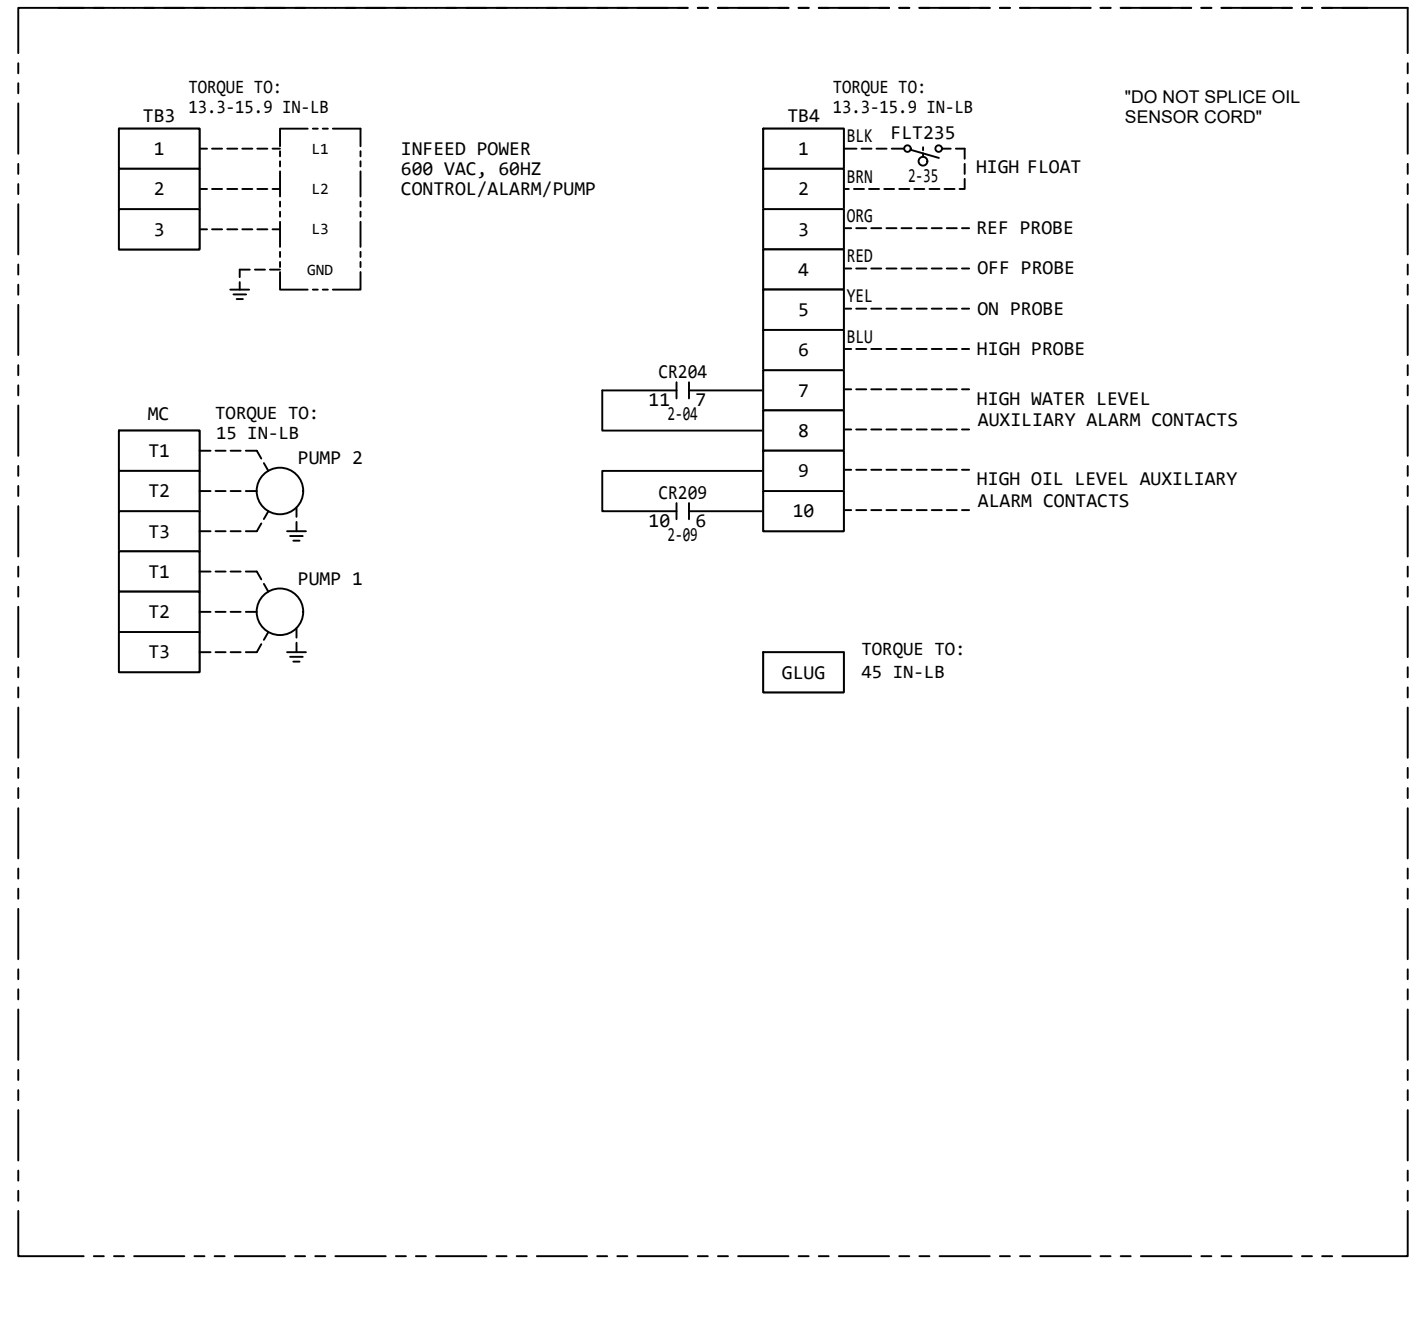 TORQUE TO:
13.3-15.9 IN-LB
TB3
1
2
3
L1
L2
L3
GND
INFEED POWER
600 VAC, 60HZ
CONTROL/ALARM/PUMP
MC
TORQUE TO:
15 IN-LB
T1
T2
T3
T1
T2
T3
PUMP 2
PUMP 1
TORQUE TO:
13.3-15.9 IN-LB
TB4
"DO NOT SPLICE OIL
SENSOR CORD"
1
BLK
FLT235
2-35
HIGH FLOAT
2
BRN
3
ORG
REF PROBE
4
RED
OFF PROBE
5
YEL
ON PROBE
6
BLU
HIGH PROBE
CR204
11 7
2-04
7
8
HIGH WATER LEVEL
AUXILIARY ALARM CONTACTS
9
10
CR209
10 6
2-09
HIGH OIL LEVEL AUXILIARY
ALARM CONTACTS
GLUG
TORQUE TO:
45 IN-LB